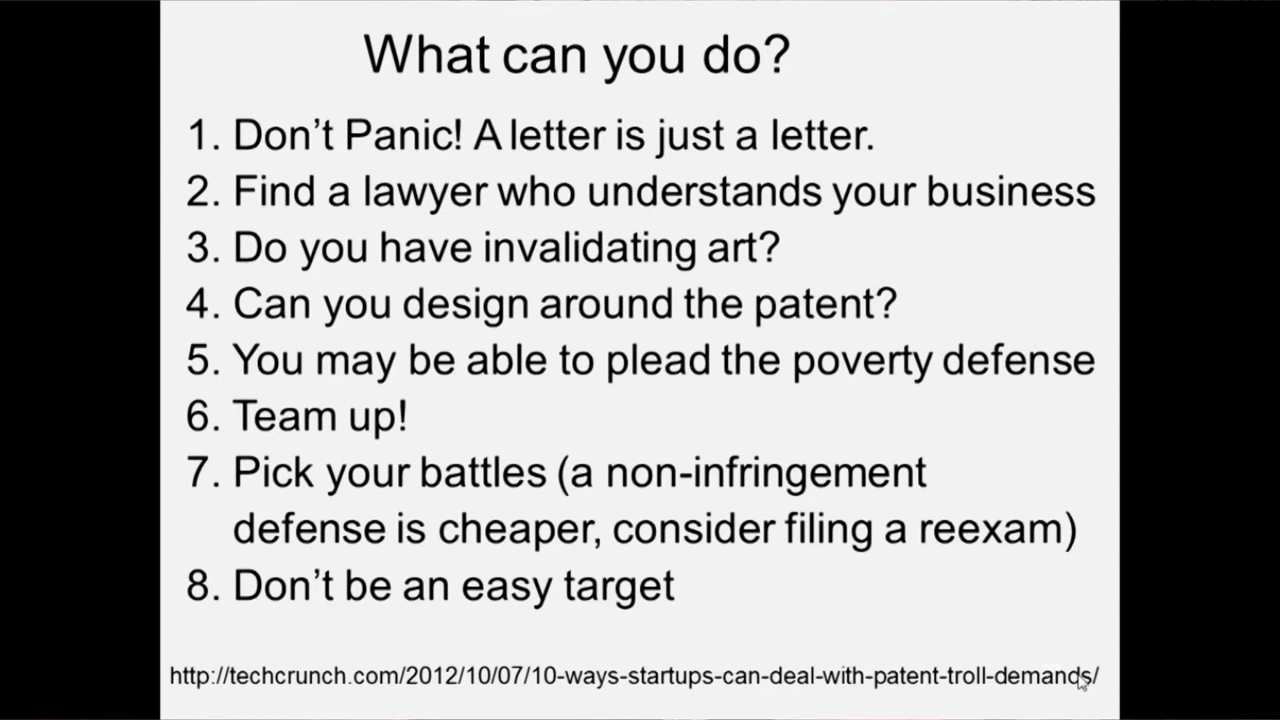 What can you do?
1. Don't Panic! A letter is just a letter.
2. Find a lawyer who understands your business
3. Do you have invalidating art?
4. Can you design around the patent?
5. You may be able to plead the poverty defense
6. Team up!
7. Pick your battles (a non-infringement
defense is cheaper, consider filing a reexam)
8. Don't be an easy target
http://techcrunch.com/2012/10/07/10-ways-startups-can-deal-with-patent-troll-demands/